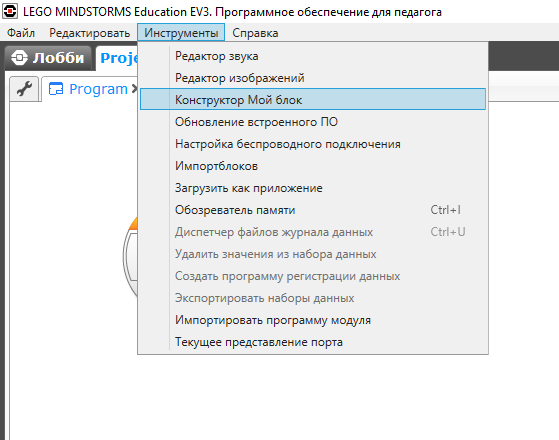 LEGO MINDSTORMS Education EV3. Программное обеспечение для педагога
Файл Редактировать Инструменты Справка
Лобби Proje
Program
Редактор звука
Редактор изображений
Конструктор Мой блок
Обновление встроенного ПО
Настройка беспроводного подключения
Импортблоков
Загрузить как приложение
Обозреватель памяти Ctrl+I
Диспетчер файлов журнала данных Ctrl+U
Удалить значения из набора данных
Создать программу регистрации данных
Экспортировать наборы данных
Импортировать программу модуля
Текущее представление порта